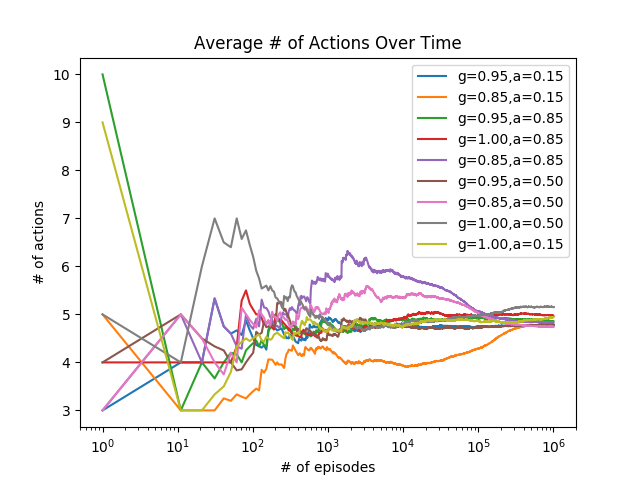 Average # of Actions Over Time
# of actions
10
9
8
7
6
5
4
3
g=0.95,a=0.15
g=0.85,a=0.15
g=0.95,a=0.85
g=1.00,a=0.85
g=0.85,a=0.85
g=0.95,a=0.50
g=0.85,a=0.50
g=1.00,a=0.50
g=1.00,a=0.15
10⁰ 10¹ 10² 10³ 10⁴ 10⁵ 10⁶
# of episodes